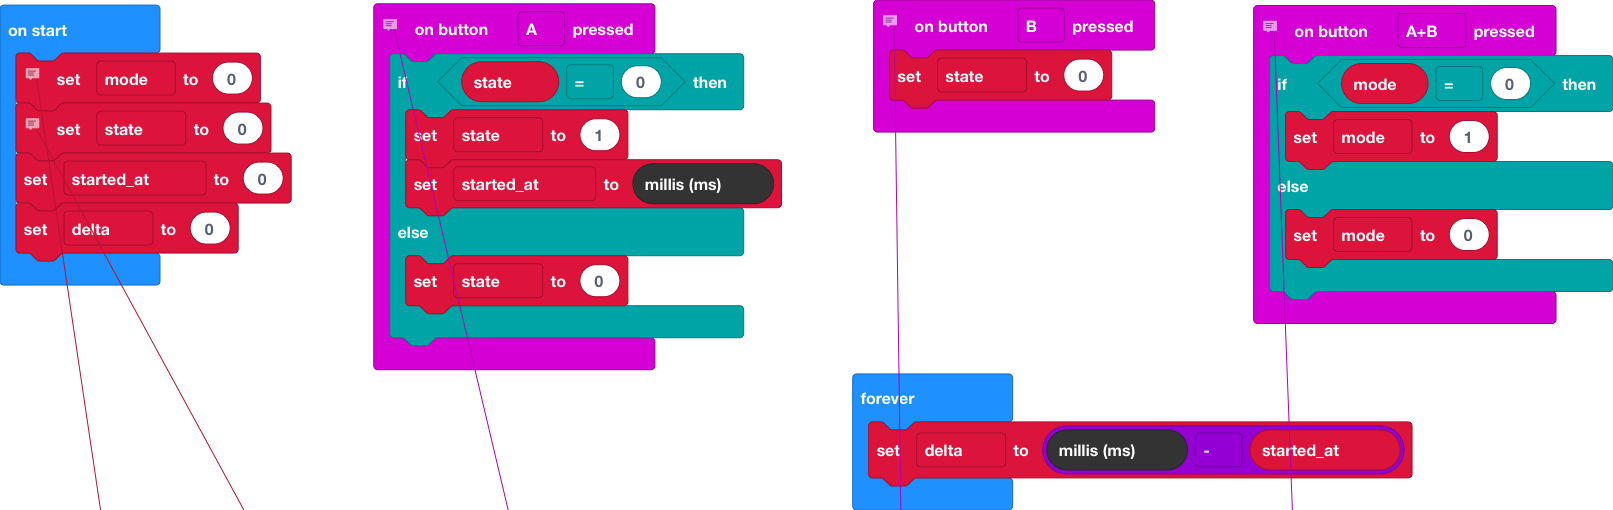 on start
set mode to 0
set state to 0
set started_at to 0
set delta to 0
on button A pressed
if state = 0 then
set state to 1
set started_at to millis (ms)
else
set state to 0
on button B pressed
set state to 0
on button A+B pressed
if mode = 0 then
set mode to 1
else
set mode to 0
forever
set delta to millis (ms) - started_at